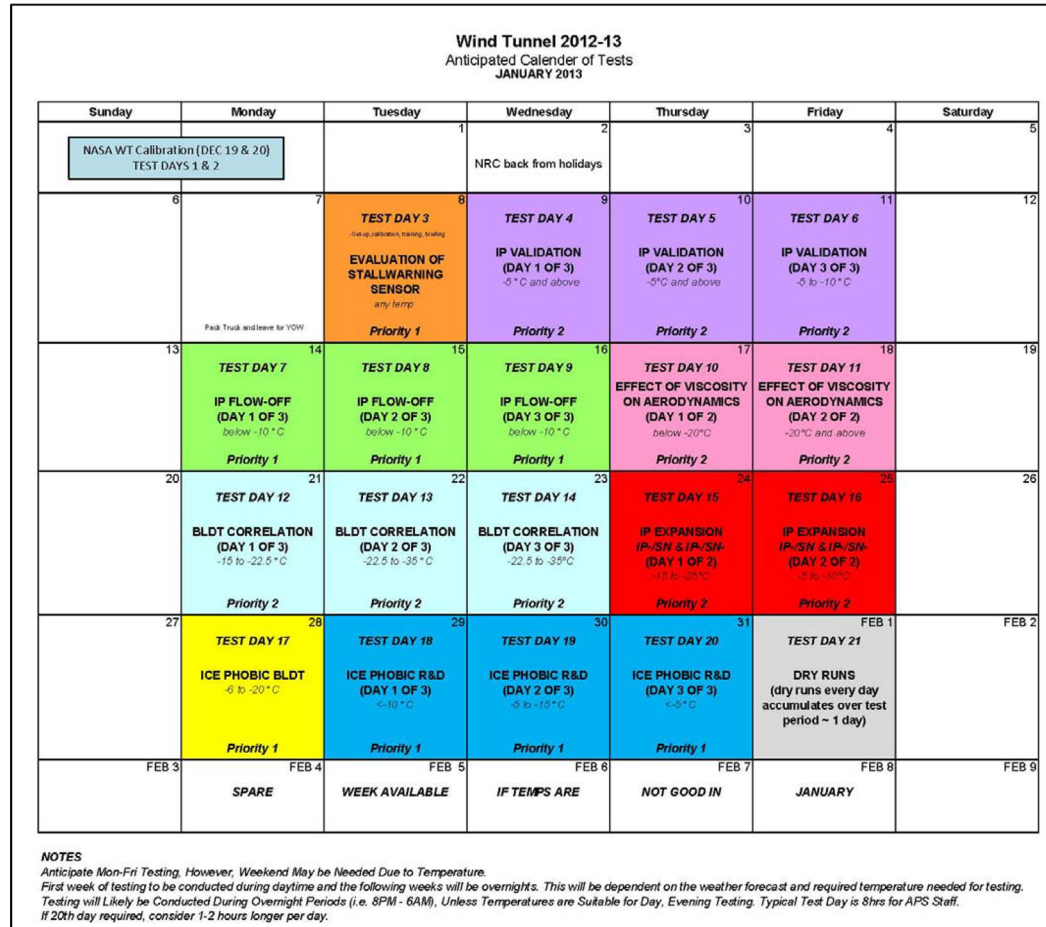 Wind Tunnel 2012-13
Anticipated Calender of Tests
JANUARY 2013
Sunday Monday Tuesday Wednesday Thursday Friday Saturday
1 2 3 4 5
NASA WT Calibration (DEC 19 & 20)
TEST DAYS 1 & 2
NRC back from holidays
6 7 8 9 10 11 12
TEST DAY 3 TEST DAY 4 TEST DAY 5 TEST DAY 6
-Set up, calibration, training, briefing
EVALUATION OF
STALLWARNING
SENSOR
any temp
IP VALIDATION IP VALIDATION IP VALIDATION
(DAY 1 OF 3) (DAY 2 OF 3) (DAY 3 OF 3)
-5°C and above -5°C and above -5 to -10°C
Pack Truck and leave for YOW
Priority 1 Priority 2 Priority 2 Priority 2
13 14 15 16 17 18 19
TEST DAY 7 TEST DAY 8 TEST DAY 9 TEST DAY 10 TEST DAY 11
IP FLOW-OFF IP FLOW-OFF IP FLOW-OFF
(DAY 1 OF 3) (DAY 2 OF 3) (DAY 3 OF 3)
below -10°C below -10°C below -10°C
EFFECT OF VISCOSITY EFFECT OF VISCOSITY
ON AERODYNAMICS ON AERODYNAMICS
(DAY 1 OF 2) (DAY 2 OF 2)
below -20°C -20°C and above
Priority 1 Priority 1 Priority 1 Priority 2 Priority 2
20 21 22 23 24 25 26
TEST DAY 12 TEST DAY 13 TEST DAY 14 TEST DAY 15 TEST DAY 16
BLDT CORRELATION BLDT CORRELATION BLDT CORRELATION
(DAY 1 OF 3) (DAY 2 OF 3) (DAY 3 OF 3)
-15 to -22.5°C -22.5 to -35°C -22.5 to -35°C
IP EXPANSION IP EXPANSION
IP-/SN & IP-/SN- IP-/SN & IP-/SN-
(DAY 1 OF 2) (DAY 2 OF 2)
-15 to -25°C -5 to -10°C
Priority 2 Priority 2 Priority 2 Priority 2 Priority 2
27 28 29 30 31 FEB 1 FEB 2
TEST DAY 17 TEST DAY 18 TEST DAY 19 TEST DAY 20 TEST DAY 21
ICE PHOBIC BLDT
-6 to -20°C
ICE PHOBIC R&D ICE PHOBIC R&D ICE PHOBIC R&D
(DAY 1 OF 3) (DAY 2 OF 3) (DAY 3 OF 3)
<-10°C -5 to -15°C <-5°C
DRY RUNS
(dry runs every day
accumulates over test
period ~ 1 day)
Priority 1 Priority 1 Priority 1 Priority 1
FEB 3 FEB 4 FEB 5 FEB 6 FEB 7 FEB 8 FEB 9
SPARE WEEK AVAILABLE IF TEMPS ARE NOT GOOD IN JANUARY
NOTES
Anticipate Mon-Fri Testing, However, Weekend May be Needed Due to Temperature.
First week of testing to be conducted during daytime and the following weeks will be overnights. This will be dependent on the weather forecast and required temperature needed for testing.
Testing will Likely be Conducted During Overnight Periods (i.e. 8PM - 6AM), Unless Temperatures are Suitable for Day, Evening Testing. Typical Test Day is 8hrs for APS Staff.
If 20th day required, consider 1-2 hours longer per day.